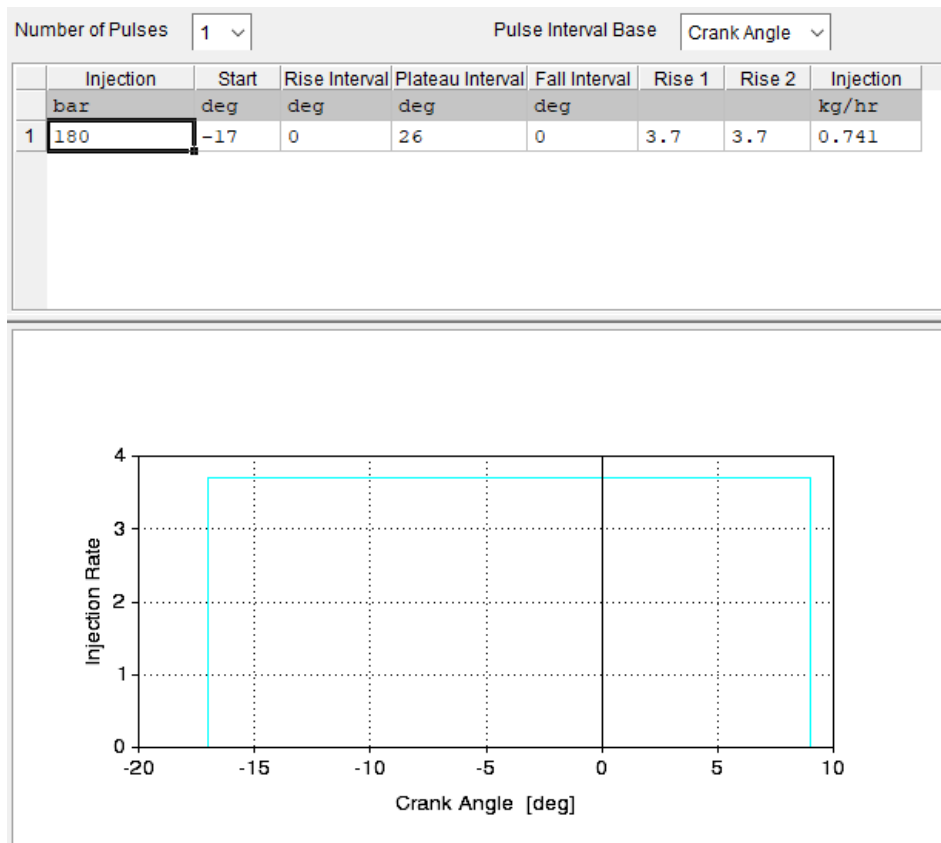 Number of Pulses 1 Pulse Interval Base Crank Angle
Injection Start Rise Interval Plateau Interval Fall Interval Rise 1 Rise 2 Injection
bar deg deg deg deg kg/hr
1 180 -17 0 26 0 3.7 3.7 0.741
4
3
2
1
0
Injection Rate
-20 -15 -10 -5 0 5 10
Crank Angle [deg]